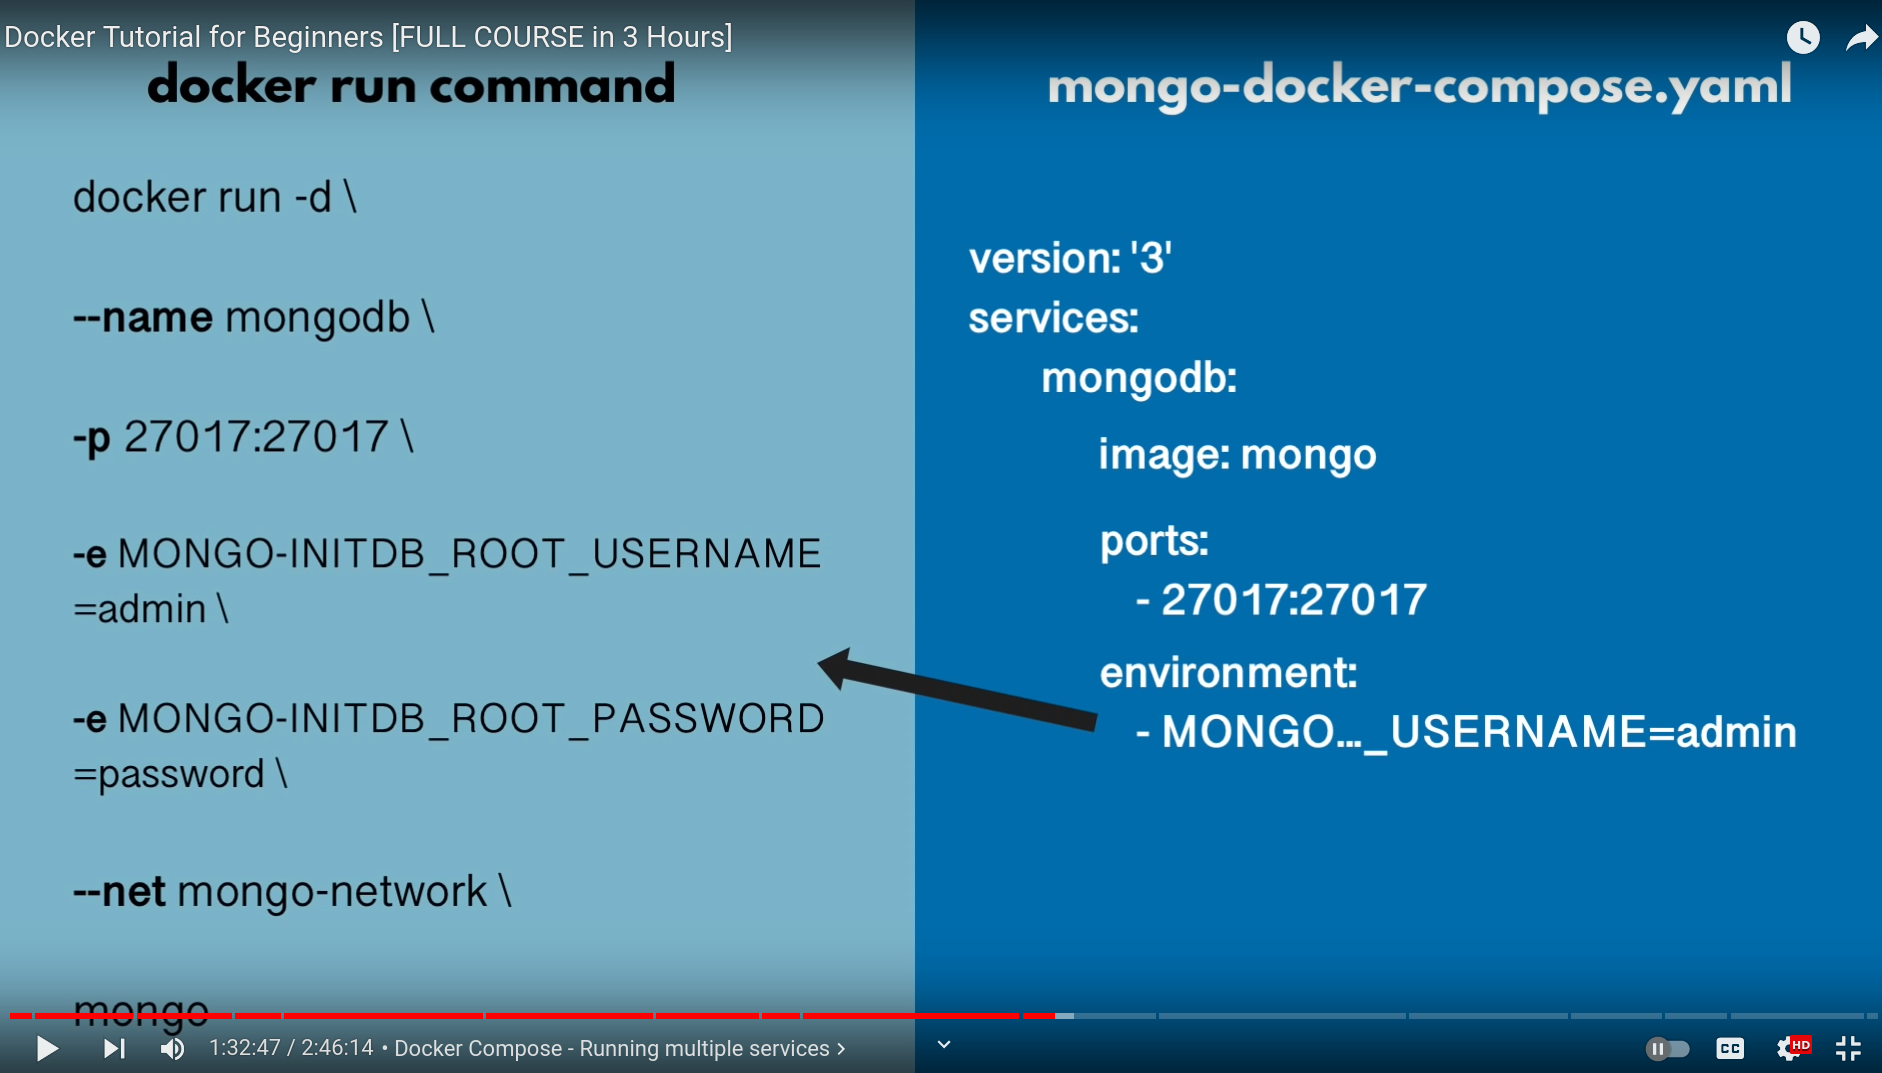 Docker Tutorial for Beginners [FULL COURSE in 3 Hours]
docker run command
docker run -d \
--name mongodb \
-p 27017:27017 \
-e MONGO-INITDB_ROOT_USERNAME
=admin \
-e MONGO-INITDB_ROOT_PASSWORD
=password \
--net mongo-network \
mongo
mongo-docker-compose.yaml
version: '3'
services:
mongodb:
image: mongo
ports:
- 27017:27017
environment:
- MONGO..._USERNAME=admin
1:32:47 / 2:46:14 • Docker Compose - Running multiple services >
CC
HD